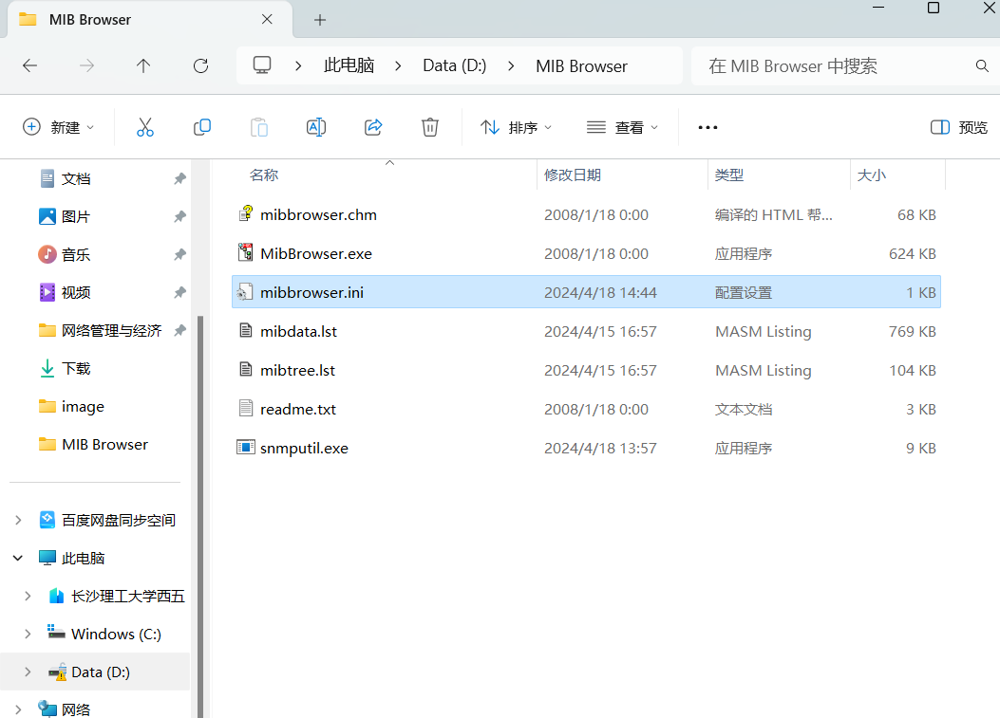 MIB Browser
此电脑 Data (D:) MIB Browser
在 MIB Browser 中搜索
新建 排序 查看 预览
文档
图片
音乐
视频
网络管理与经济
下载
image
MIB Browser
百度网盘同步空间
此电脑
长沙理工大学西五
Windows (C:)
Data (D:)
网络
名称 修改日期 类型 大小
mibbrowser.chm 2008/1/18 0:00 编译的 HTML 帮... 68 KB
MibBrowser.exe 2008/1/18 0:00 应用程序 624 KB
mibbrowser.ini 2024/4/18 14:44 配置设置 1 KB
mibdata.lst 2024/4/15 16:57 MASM Listing 769 KB
mibtree.lst 2024/4/15 16:57 MASM Listing 104 KB
readme.txt 2008/1/18 0:00 文本文档 3 KB
snmputil.exe 2024/4/18 13:57 应用程序 9 KB